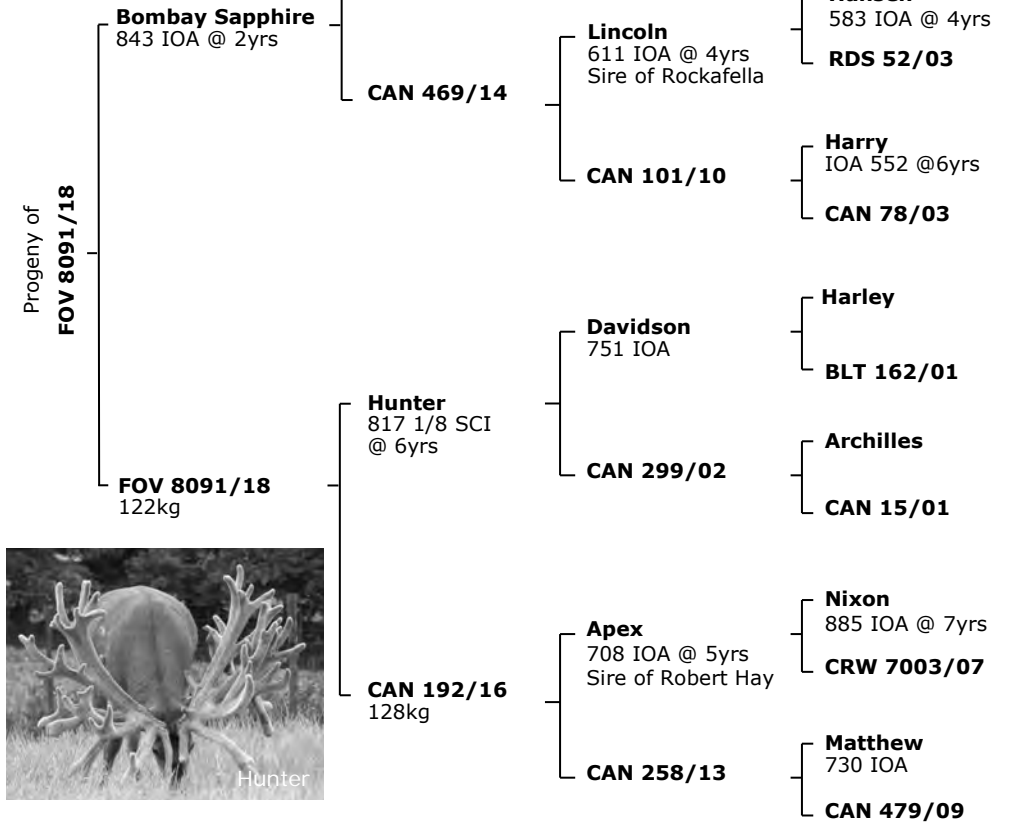 583 IOA @ 4yrs
Bombay Sapphire
843 IOA @ 2yrs
Lincoln
611 IOA @ 4yrs
Sire of Rockafella
RDS 52/03
CAN 469/14
Harry
IOA 552 @6yrs
CAN 101/10
CAN 78/03
Progeny of
FOV 8091/18
Harley
Davidson
751 IOA
BLT 162/01
Hunter
817 1/8 SCI
@ 6yrs
Archilles
CAN 299/02
CAN 15/01
FOV 8091/18
122kg
Nixon
885 IOA @ 7yrs
Apex
708 IOA @ 5yrs
Sire of Robert Hay
CRW 7003/07
CAN 192/16
128kg
Matthew
730 IOA
CAN 258/13
CAN 479/09
Hunter